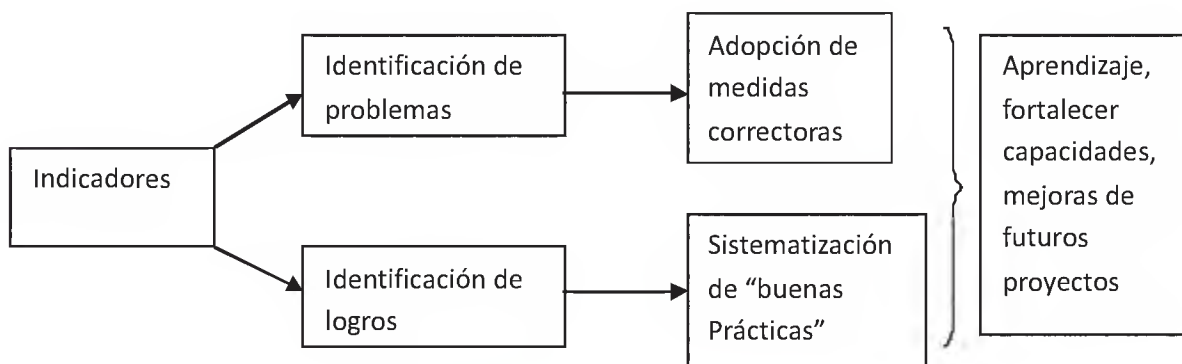 Indicadores
Identificación de
problemas
Adopción de
medidas
correctoras
Identificación de
logros
Sistematización
de “buenas
Prácticas”
Aprendizaje,
fortalecer
capacidades,
mejoras de
futuros
proyectos